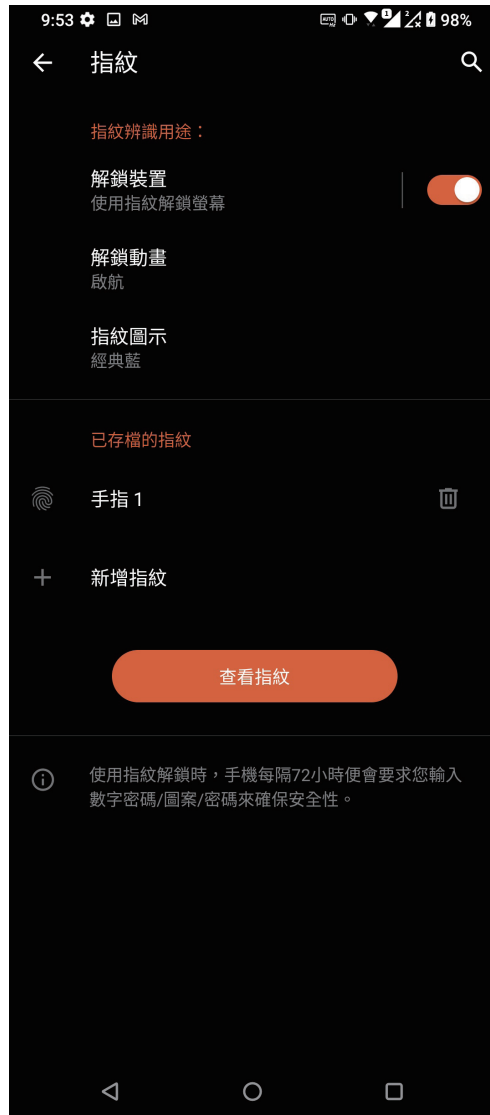 9:53 98%
指紋
指紋辨識用途：
解鎖裝置
使用指紋解鎖螢幕
解鎖動畫
啟航
指紋圖示
經典藍
已存檔的指紋
手指 1
新增指紋
查看指紋
使用指紋解鎖時，手機每隔72小時便會要求您輸入
數字密碼/圖案/密碼來確保安全性。